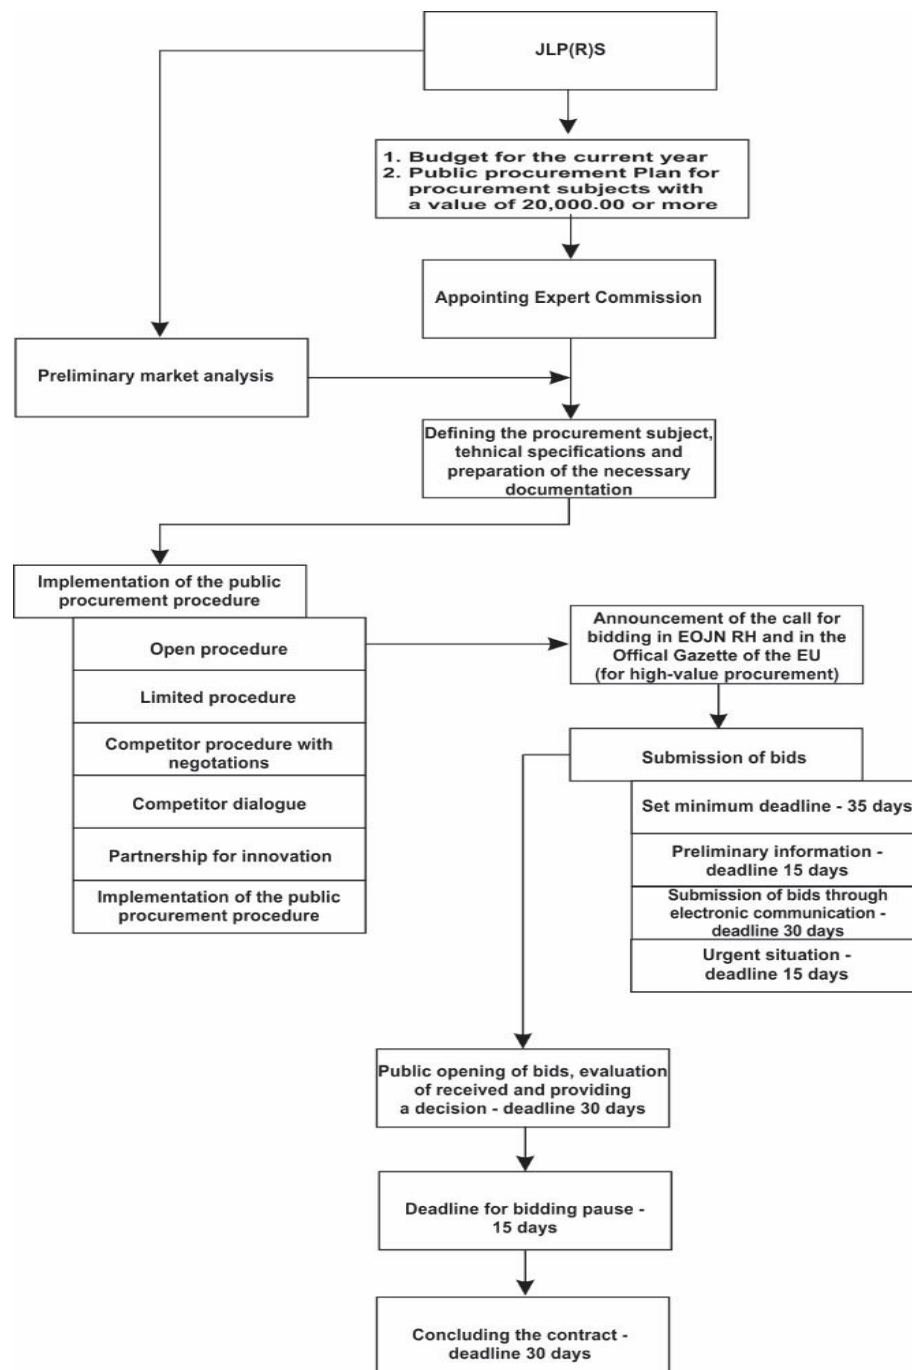 JLP(R)S
1. Budget for the current year
2. Public procurement Plan for
procurement subjects with
a value of 20,000.00 or more
Appointing Expert Commission
Preliminary market analysis
Defining the procurement subject,
tehnical specifications and
preparation of the necessary
documentation
Implementation of the public
procurement procedure
Open procedure
Limited procedure
Competitor procedure with
negotations
Competitor dialogue
Partnership for innovation
Implementation of the public
procurement procedure
Announcement of the call for
bidding in EOJN RH and in the
Offical Gazette of the EU
(for high-value procurement)
Submission of bids
Set minimum deadline - 35 days
Preliminary information -
deadline 15 days
Submission of bids through
electronic communication -
deadline 30 days
Urgent situation -
deadline 15 days
Public opening of bids, evaluation
of received and providing
a decision - deadline 30 days
Deadline for bidding pause -
15 days
Concluding the contract -
deadline 30 days